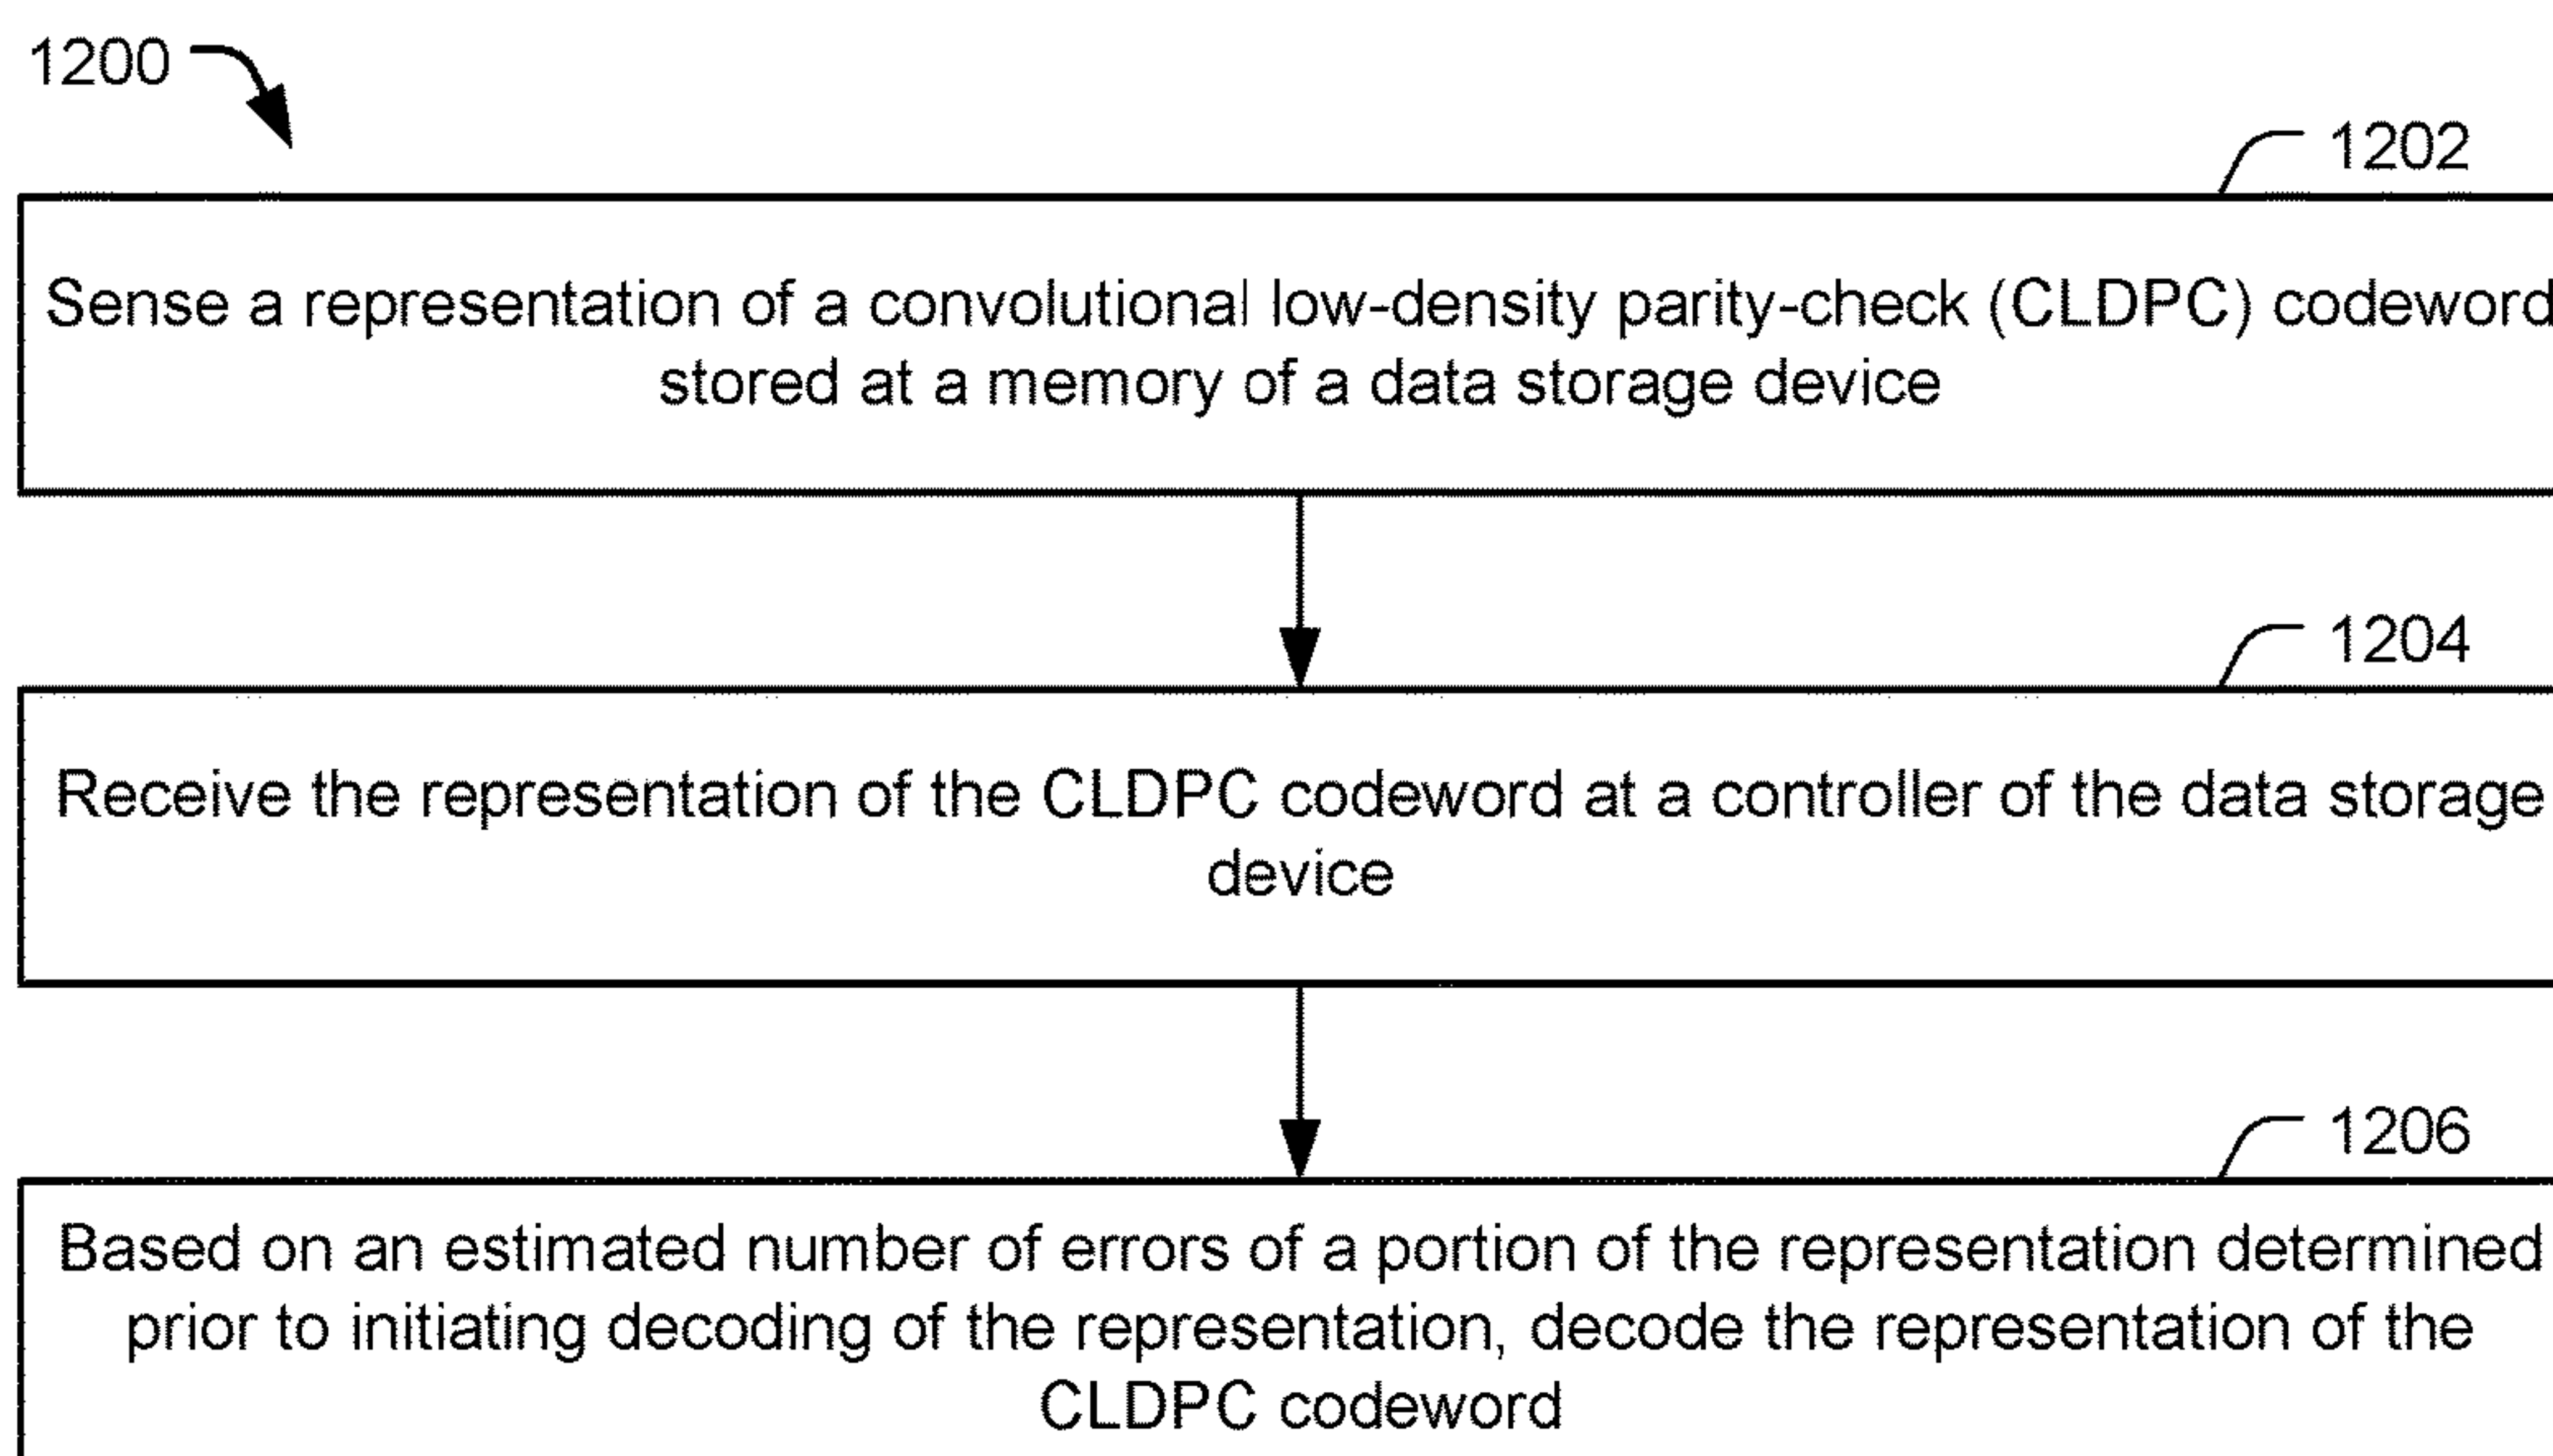 1200
1202
Sense a representation of a convolutional low-density parity-check (CLDPC) codeword
stored at a memory of a data storage device
1204
Receive the representation of the CLDPC codeword at a controller of the data storage
device
1206
Based on an estimated number of errors of a portion of the representation determined
prior to initiating decoding of the representation, decode the representation of the
CLDPC codeword